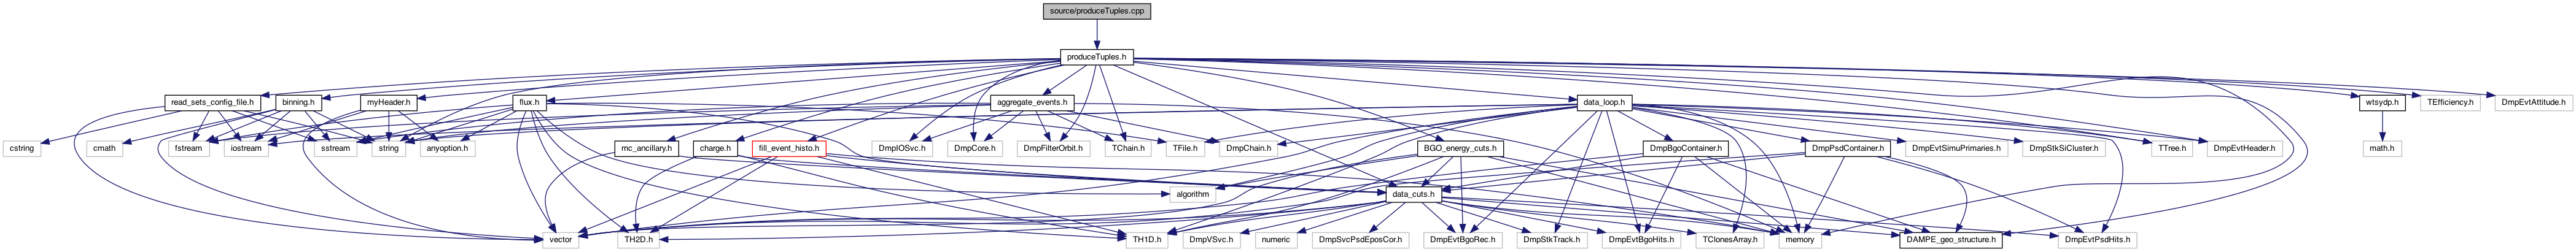 source/produceTuples.cpp
produceTuples.h
read_sets_config_file.h
binning.h
myHeader.h
flux.h
aggregate_events.h
data_loop.h
wtsydp.h
TEfficiency.h
DmpEvtAttitude.h
cstring
cmath
fstream
iostream
sstream
string
anyoption.h
mc_ancillary.h
charge.h
fill_event_histo.h
DmpIOSvc.h
DmpCore.h
DmpFilterOrbit.h
TChain.h
TFile.h
DmpChain.h
BGO_energy_cuts.h
DmpBgoContainer.h
DmpPsdContainer.h
DmpEvtSimuPrimaries.h
DmpStkSiCluster.h
TTree.h
DmpEvtHeader.h
math.h
algorithm
data_cuts.h
vector
TH2D.h
TH1D.h
DmpVSvc.h
numeric
DmpSvcPsdEposCor.h
DmpEvtBgoRec.h
DmpStkTrack.h
DmpEvtBgoHits.h
TClonesArray.h
memory
DAMPE_geo_structure.h
DmpEvtPsdHits.h